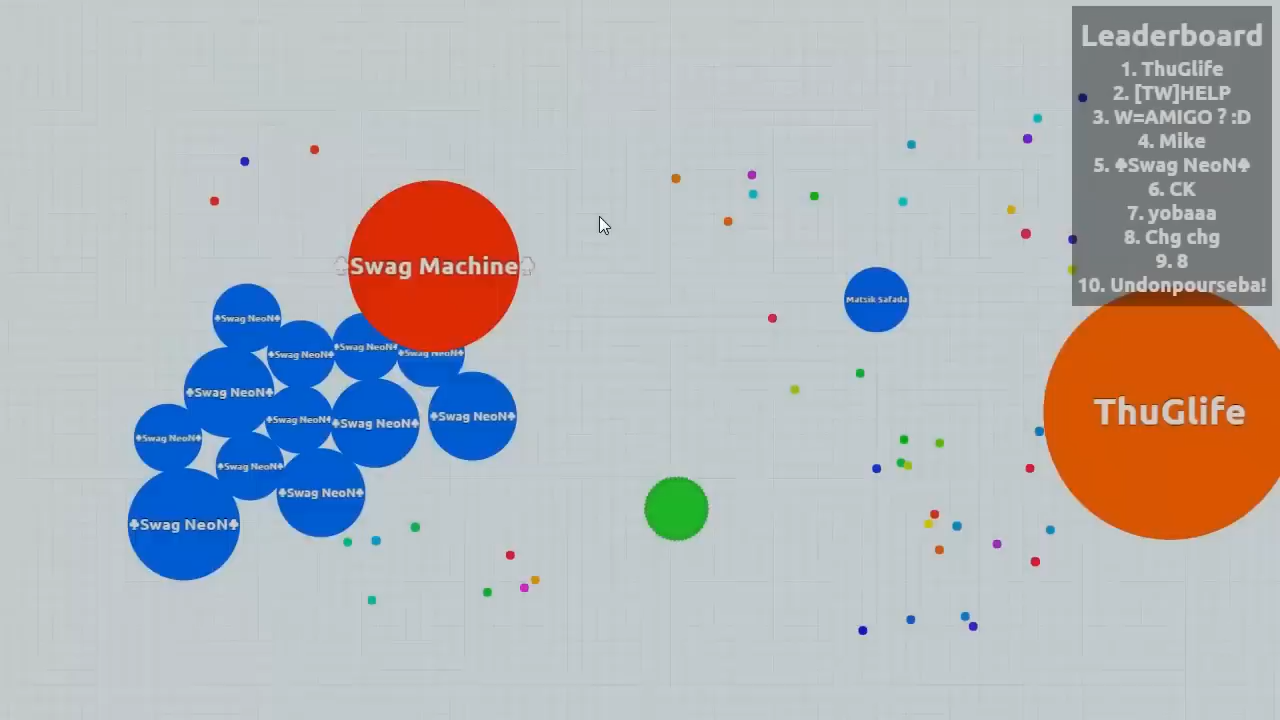 Leaderboard
1. ThuGlife
2. [TW]HELP
3. W=AMIGO ? :D
4. Mike
5. ♣Swag NeoN♣
6. CK
7. yobaaa
8. Chg chg
9. 8
10. Undonpourseba!
♧Swag Machine♧
Matsik Safada
♣Swag NeoN♣
♣Swag NeoN♣
♣Swag NeoN♣
♣Swag NeoN♣
♣Swag NeoN♣
♣Swag NeoN♣
♣Swag NeoN♣
♣Swag NeoN♣
♣Swag NeoN♣
♣Swag NeoN♣
♣Swag NeoN♣
♣Swag NeoN♣
ThuGlife
♣Swag NeoN♣